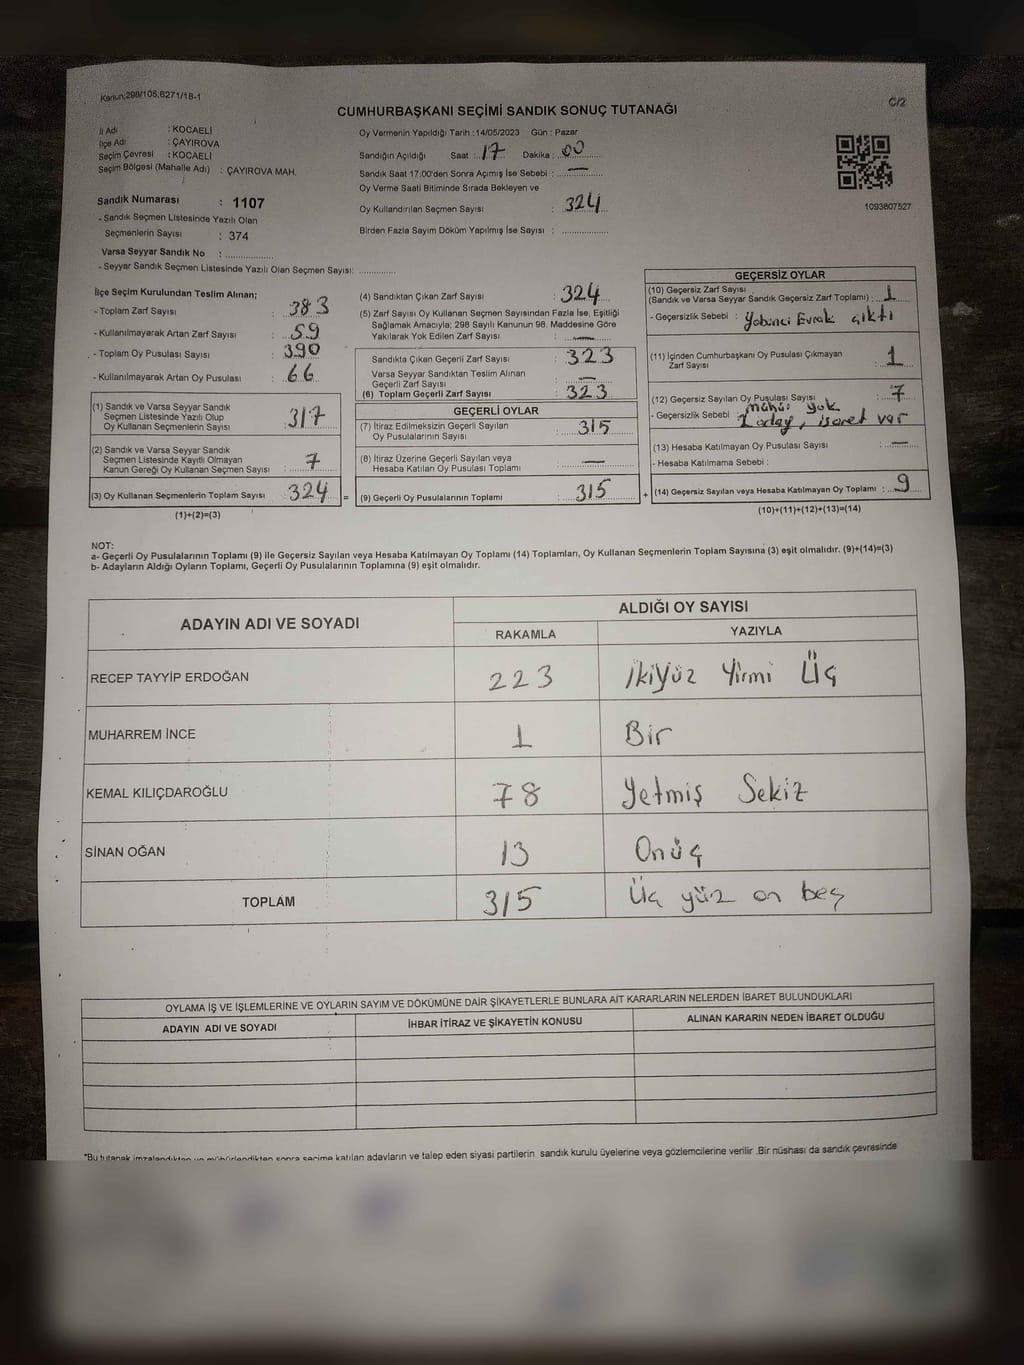 Kanun:298/105;6271/18-1
C/2
CUMHURBAŞKANI SEÇİMİ SANDIK SONUÇ TUTANAĞI
İl Adı : KOCAELİ
İlçe Adı : ÇAYIROVA
Seçim Çevresi : KOCAELİ
Seçim Bölgesi (Mahalle Adı) : ÇAYIROVA MAH.
Sandık Numarası : 1107
- Sandık Seçmen Listesinde Yazılı Olan
Seçmenlerin Sayısı : 374
Varsa Seyyar Sandık No : ..............
- Seyyar Sandık Seçmen Listesinde Yazılı Olan Seçmen Sayısı: ............
Oy Vermenin Yapıldığı Tarih : 14/05/2023 Gün : Pazar
Sandığın Açıldığı Saat : 17 Dakika : 00
Sandık Saat 17:00'den Sonra Açımış İse Sebebi : —
Oy Verme Saati Bitiminde Sırada Bekleyen ve
Oy Kullandırılan Seçmen Sayısı : 324
Birden Fazla Sayım Döküm Yapılmış İse Sayısı : ..............
1093807527
İlçe Seçim Kurulundan Teslim Alınan;
- Toplam Zarf Sayısı : 383
- Kullanılmayarak Artan Zarf Sayısı : 59
- Toplam Oy Pusulası Sayısı : 390
- Kullanılmayarak Artan Oy Pusulası : 66
(1) Sandık ve Varsa Seyyar Sandık
Seçmen Listesinde Yazılı Olup
Oy Kullanan Seçmenlerin Sayısı : 317
(2) Sandık ve Varsa Seyyar Sandık
Seçmen Listesinde Kayıtlı Olmayan
Kanun Gereği Oy Kullanan Seçmen Sayısı : 7
(3) Oy Kullanan Seçmenlerin Toplam Sayısı : 324 =
(1)+(2)=(3)
(4) Sandıktan Çıkan Zarf Sayısı : 324
(5) Zarf Sayısı Oy Kullanan Seçmen Sayısından Fazla İse, Eşitliği
Sağlamak Amacıyla; 298 Sayılı Kanunun 98. Maddesine Göre
Yakılarak Yok Edilen Zarf Sayısı : —
Sandıkta Çıkan Geçerli Zarf Sayısı : 323
Varsa Seyyar Sandıktan Teslim Alınan
Geçerli Zarf Sayısı : —
(6) Toplam Geçerli Zarf Sayısı : 323
GEÇERLİ OYLAR
(7) İtiraz Edilmeksizin Geçerli Sayılan
Oy Pusulalarının Sayısı : 315
(8) İtiraz Üzerine Geçerli Sayılan veya
Hesaba Katılan Oy Pusulası Toplamı : —
(9) Geçerli Oy Pusulalarının Toplamı : 315 +
GEÇERSİZ OYLAR
(10) Geçersiz Zarf Sayısı
(Sandık ve Varsa Seyyar Sandık Geçersiz Zarf Toplamı) : 1
- Geçersizlik Sebebi : Yabancı Evrak çıktı
(11) İçinden Cumhurbaşkanı Oy Pusulası Çıkmayan
Zarf Sayısı : 1
(12) Geçersiz Sayılan Oy Pusulası Sayısı : 7
- Geçersizlik Sebebi : mühür yok
2 aday, işaret var
(13) Hesaba Katılmayan Oy Pusulası Sayısı : —
- Hesaba Katılmama Sebebi :
(14) Geçersiz Sayılan veya Hesaba Katılmayan Oy Toplamı : 9
(10)+(11)+(12)+(13)=(14)
NOT:
a- Geçerli Oy Pusulalarının Toplamı (9) ile Geçersiz Sayılan veya Hesaba Katılmayan Oy Toplamı (14) Toplamları, Oy Kullanan Seçmenlerin Toplam Sayısına (3) eşit olmalıdır. (9)+(14)=(3)
b- Adayların Aldığı Oyların Toplamı, Geçerli Oy Pusulalarının Toplamına (9) eşit olmalıdır.
ADAYIN ADI VE SOYADI ALDIĞI OY SAYISI
RAKAMLA YAZIYLA
RECEP TAYYİP ERDOĞAN 223 İkiyüz Yirmi Üç
MUHARREM İNCE 1 Bir
KEMAL KILIÇDAROĞLU 78 Yetmiş Sekiz
SİNAN OĞAN 13 Onüç
TOPLAM 315 Üç yüz on beş
OYLAMA İŞ VE İŞLEMLERİNE VE OYLARIN SAYIM VE DÖKÜMÜNE DAİR ŞİKAYETLERLE BUNLARA AİT KARARLARIN NELERDEN İBARET BULUNDUKLARI
ADAYIN ADI VE SOYADI İHBAR İTİRAZ VE ŞİKAYETİN KONUSU ALINAN KARARIN NEDEN İBARET OLDUĞU
*Bu tutanak imzalandıktan ve mühürlendikten sonra seçime katılan adayların ve talep eden siyasi partilerin sandık kurulu üyelerine veya gözlemcilerine verilir .Bir nüshası da sandık çevresinde